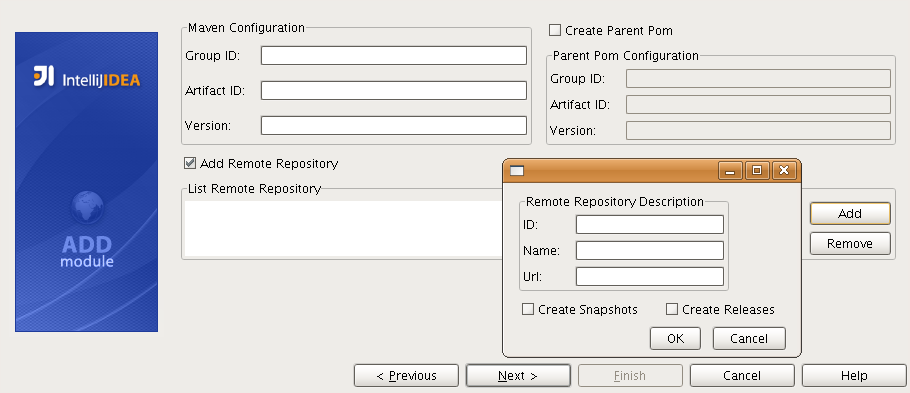 IntelliJIDEA
ADD
module
Maven Configuration
Group ID:
Artifact ID:
Version:
Create Parent Pom
Parent Pom Configuration
Group ID:
Artifact ID:
Version:
Add Remote Repository
List Remote Repository
Add
Remove
Remote Repository Description
ID:
Name:
Url:
Create Snapshots
Create Releases
OK
Cancel
< Previous
Next >
Finish
Cancel
Help